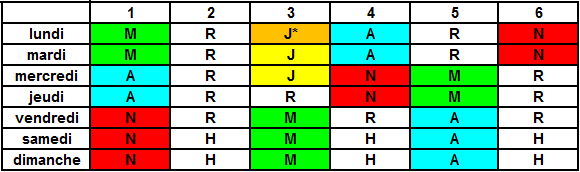 1 2 3 4 5 6
lundi M R J* A R N
mardi M R J A R N
mercredi A R J N M R
jeudi A R R N M R
vendredi N R M R A R
samedi N H M H A H
dimanche N H M H A H